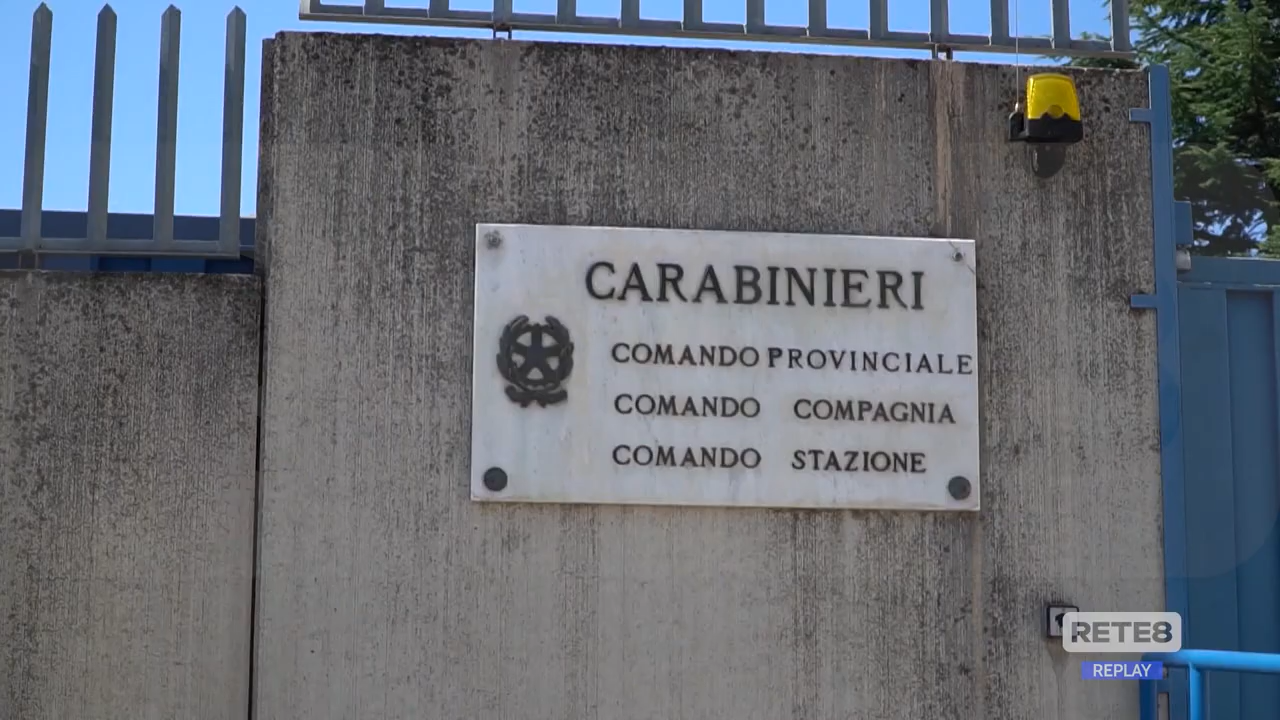 CARABINIERI
COMANDO PROVINCIALE
COMANDO COMPAGNIA
COMANDO STAZIONE
RETE8
REPLAY